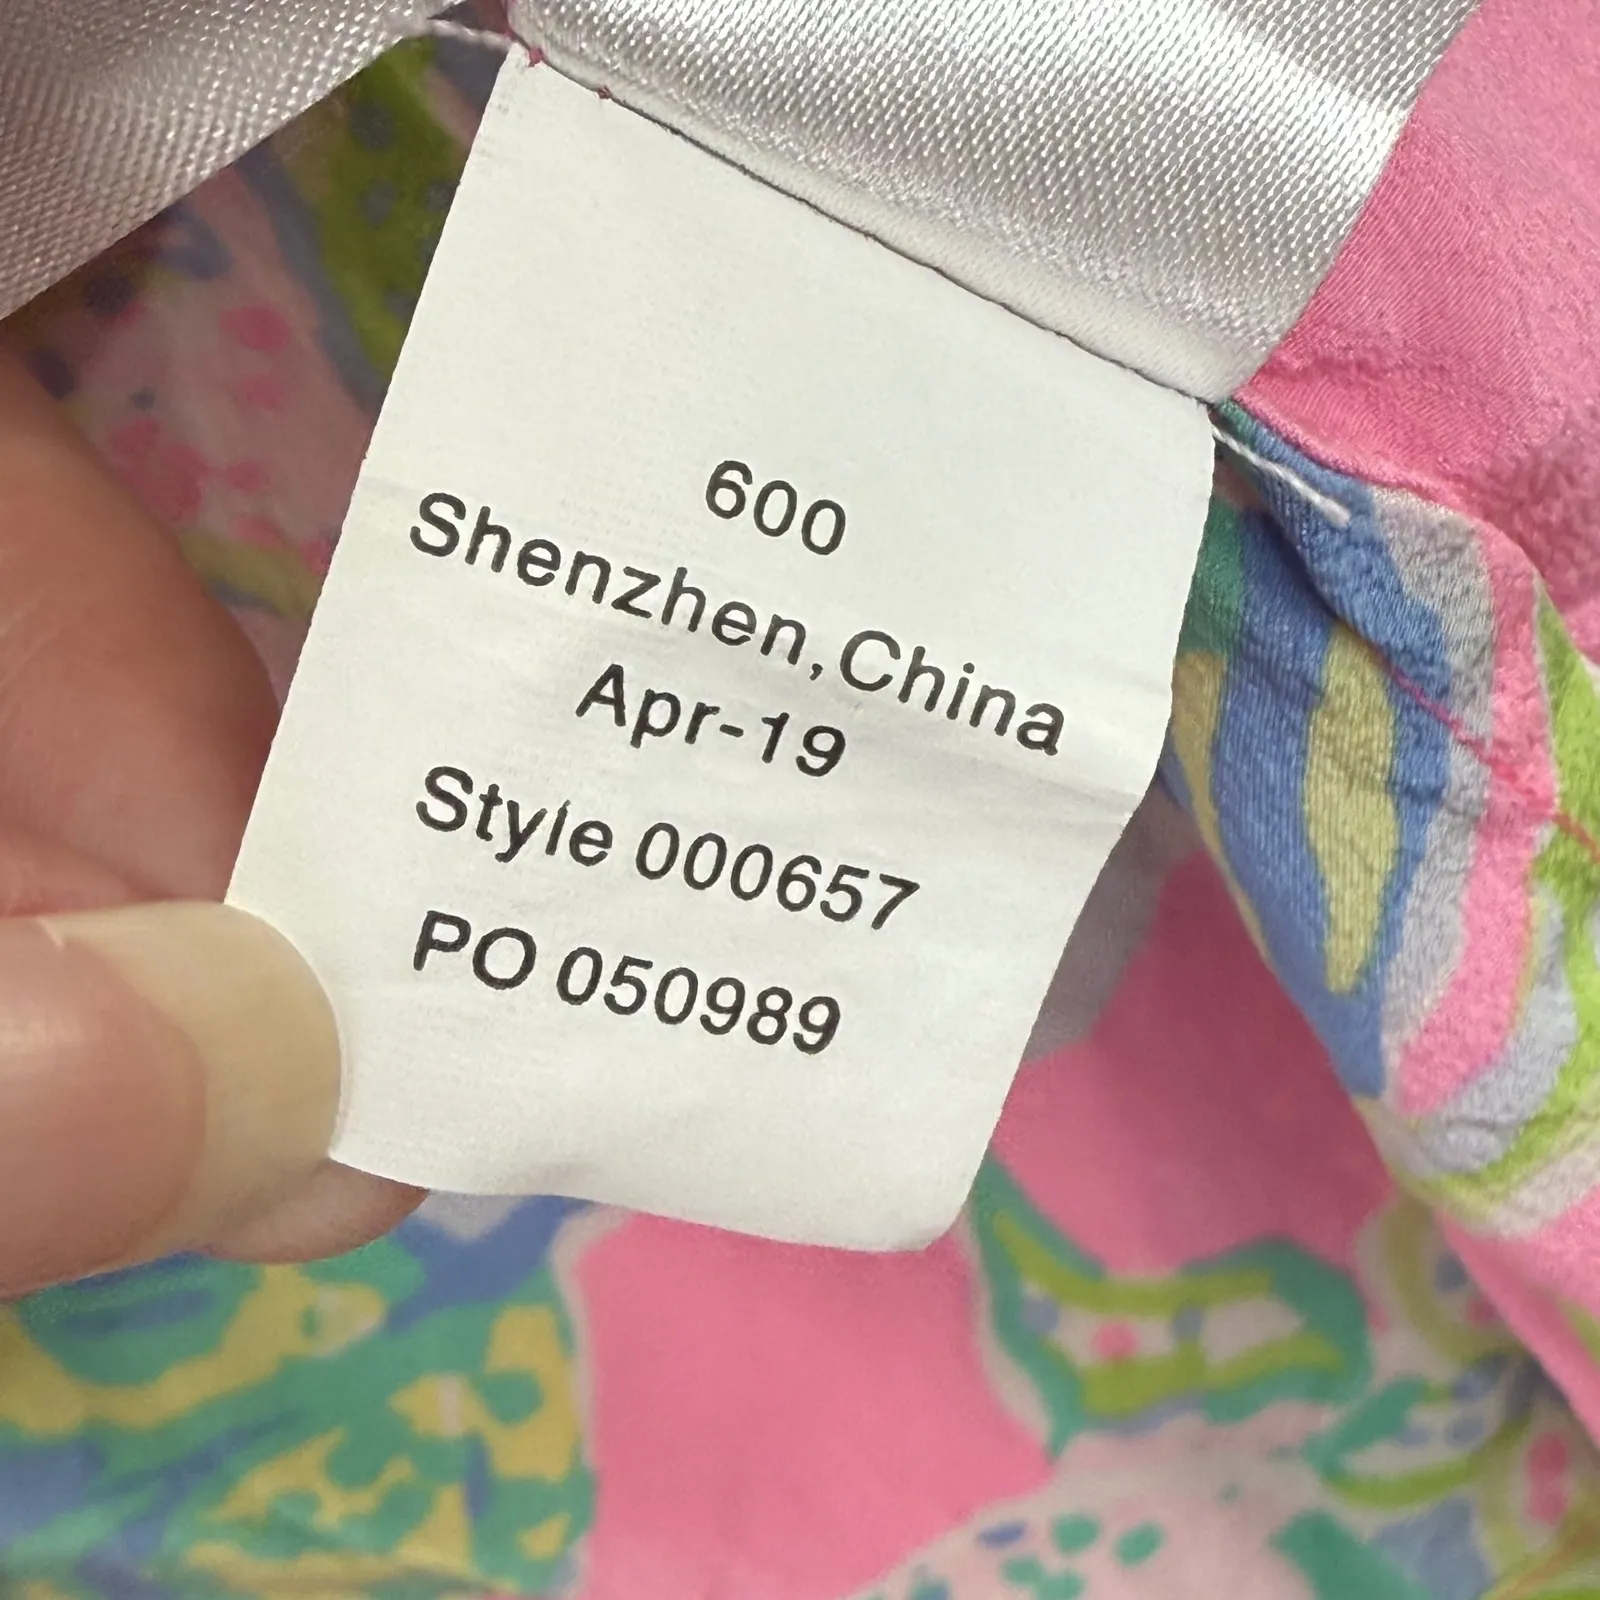 600
Shenzhen,China
Apr-19
Style 000657
PO 050989